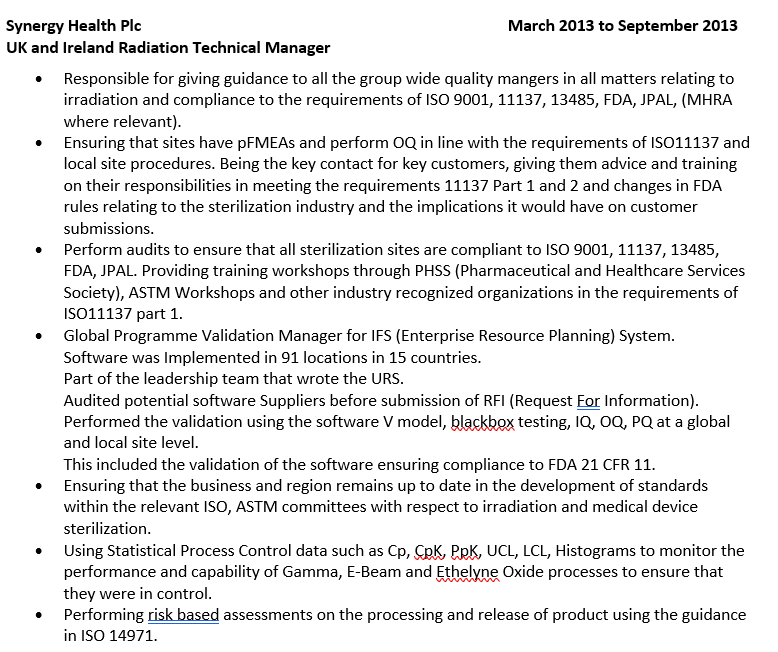 Synergy Health Plc March 2013 to September 2013
UK and Ireland Radiation Technical Manager
• Responsible for giving guidance to all the group wide quality mangers in all matters relating to
irradiation and compliance to the requirements of ISO 9001, 11137, 13485, FDA, JPAL, (MHRA
where relevant).
• Ensuring that sites have pFMEAs and perform OQ in line with the requirements of ISO11137 and
local site procedures. Being the key contact for key customers, giving them advice and training
on their responsibilities in meeting the requirements 11137 Part 1 and 2 and changes in FDA
rules relating to the sterilization industry and the implications it would have on customer
submissions.
• Perform audits to ensure that all sterilization sites are compliant to ISO 9001, 11137, 13485,
FDA, JPAL. Providing training workshops through PHSS (Pharmaceutical and Healthcare Services
Society), ASTM Workshops and other industry recognized organizations in the requirements of
ISO11137 part 1.
• Global Programme Validation Manager for IFS (Enterprise Resource Planning) System.
Software was Implemented in 91 locations in 15 countries.
Part of the leadership team that wrote the URS.
Audited potential software Suppliers before submission of RFI (Request For Information).
Performed the validation using the software V model, blackbox testing, IQ, OQ, PQ at a global
and local site level.
This included the validation of the software ensuring compliance to FDA 21 CFR 11.
• Ensuring that the business and region remains up to date in the development of standards
within the relevant ISO, ASTM committees with respect to irradiation and medical device
sterilization.
• Using Statistical Process Control data such as Cp, CpK, PpK, UCL, LCL, Histograms to monitor the
performance and capability of Gamma, E-Beam and Ethelyne Oxide processes to ensure that
they were in control.
• Performing risk based assessments on the processing and release of product using the guidance
in ISO 14971.